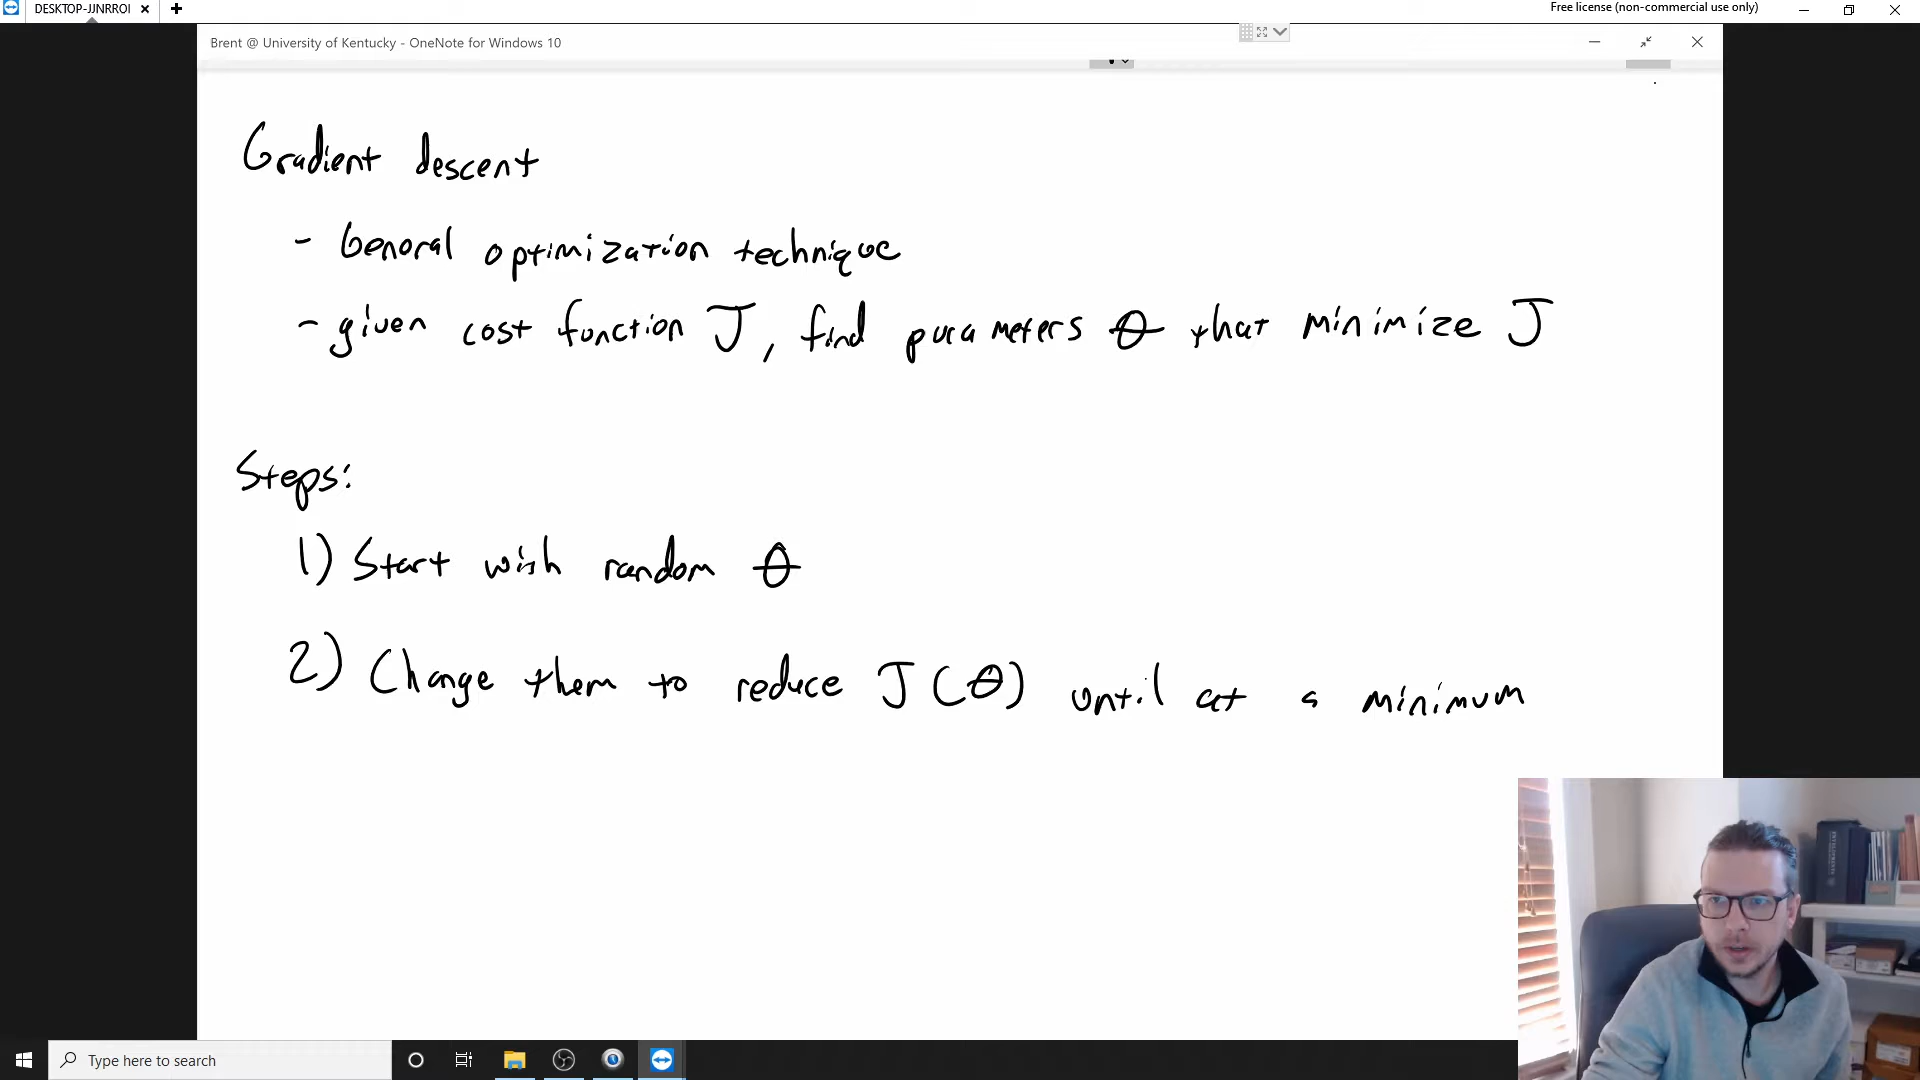 DESKTOP-JJNRROI
Free license (non-commercial use only)
Brent @ University of Kentucky - OneNote for Windows 10
Gradient descent
- General optimization technique
- given cost function J, find parameters θ that minimize J
Steps:
1) Start with random θ
2) Change them to reduce J(θ) until at a minimum
Type here to search